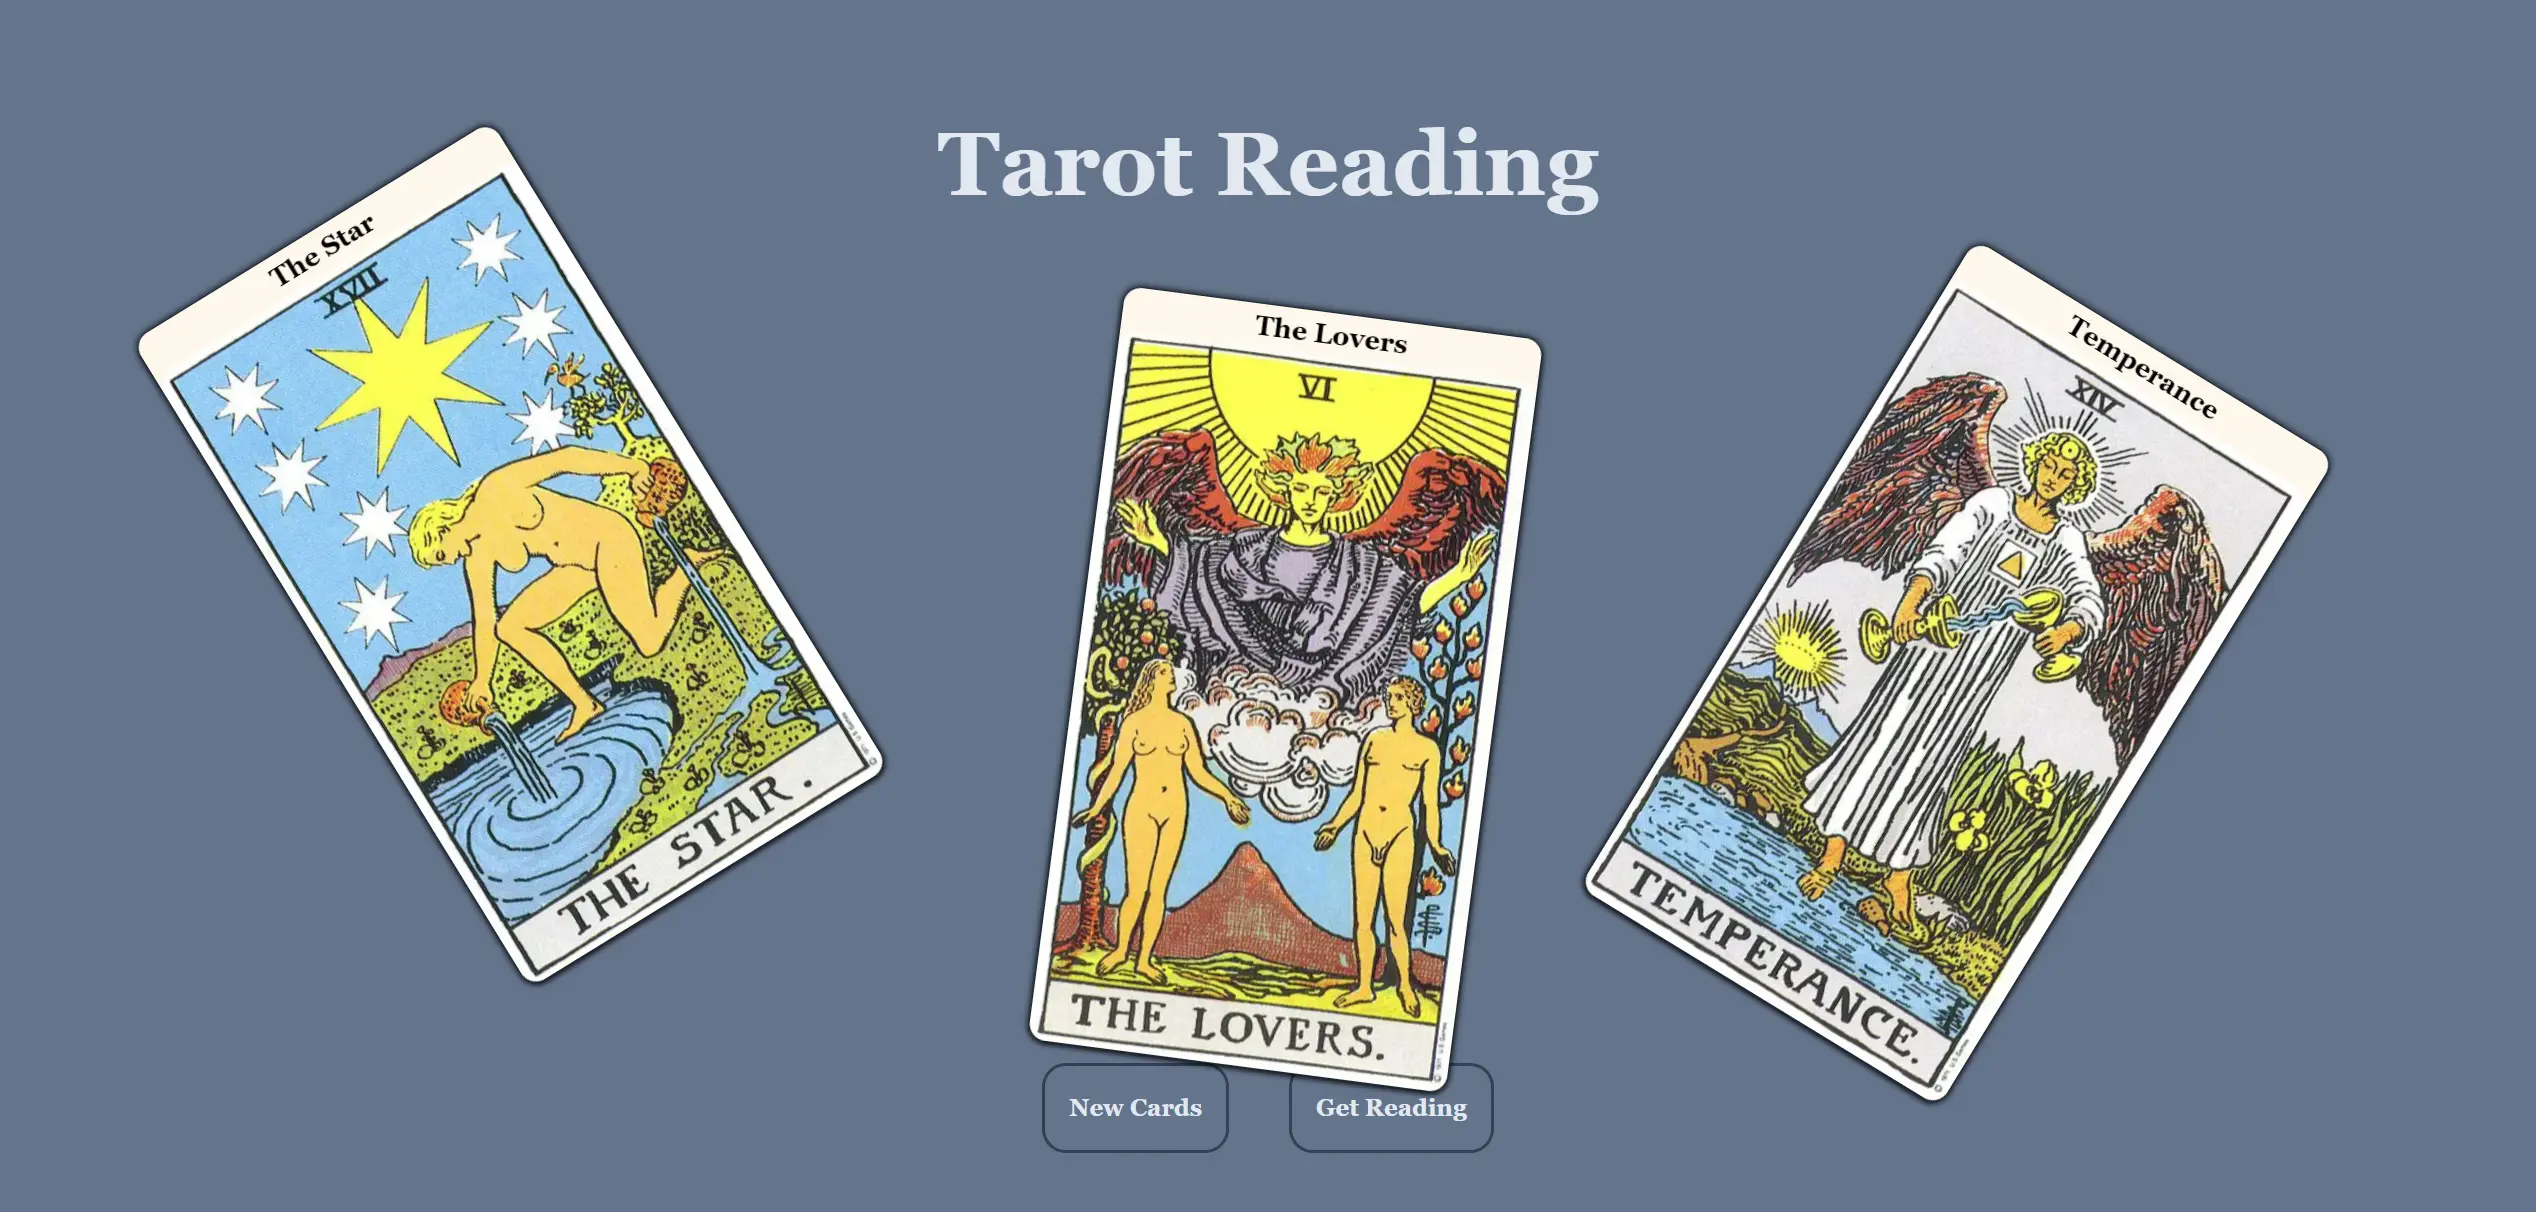 Tarot Reading
The Star
XVII
THE STAR.
The Lovers
VI
THE LOVERS.
Temperance
XIV
TEMPERANCE.
New Cards
Get Reading